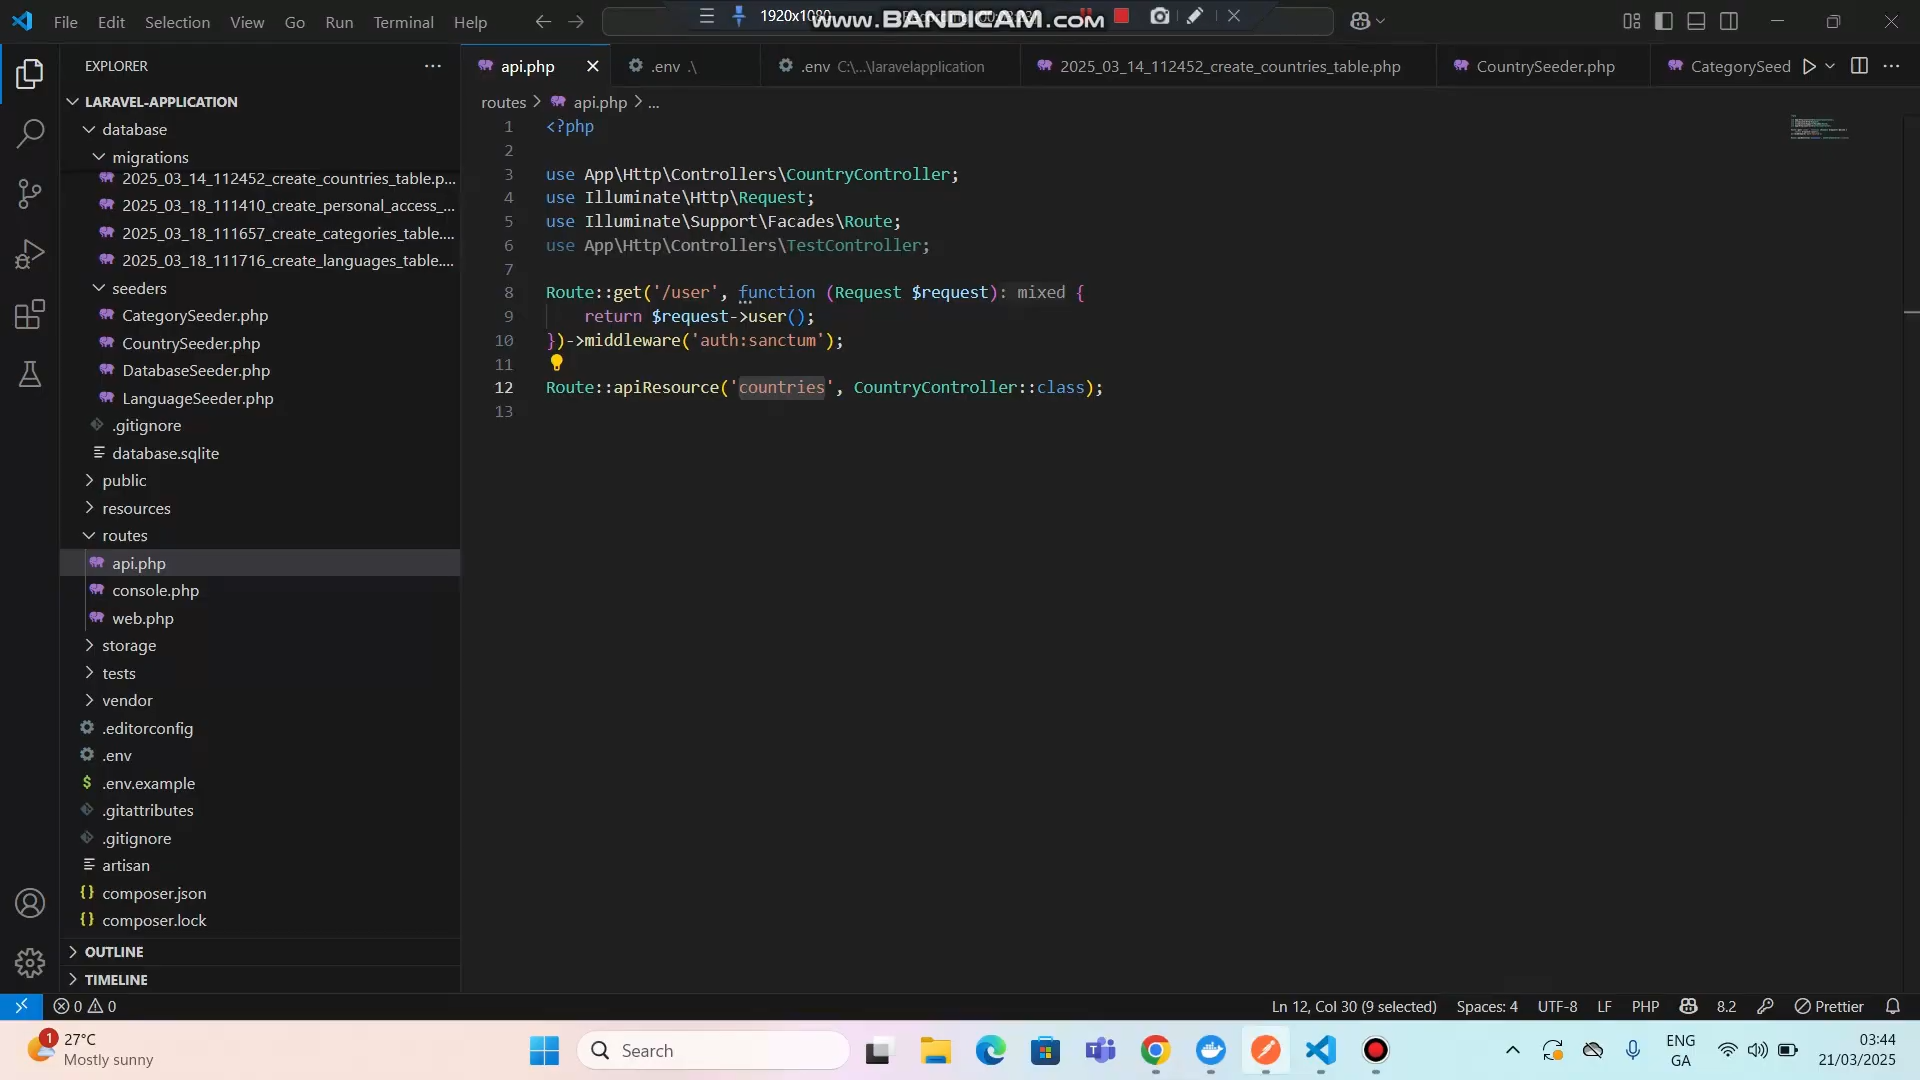 File Edit Selection View Go Run Terminal Help
1920x1080
www.BANDICAM.com
EXPLORER
LARAVEL-APPLICATION
database
migrations
2025_03_14_112452_create_countries_table.p...
2025_03_18_111410_create_personal_access_...
2025_03_18_111657_create_categories_table....
2025_03_18_111716_create_languages_table....
seeders
CategorySeeder.php
CountrySeeder.php
DatabaseSeeder.php
LanguageSeeder.php
.gitignore
database.sqlite
public
resources
routes
api.php
console.php
web.php
storage
tests
vendor
.editorconfig
.env
.env.example
.gitattributes
.gitignore
artisan
composer.json
composer.lock
OUTLINE
TIMELINE
api.php
.env .\
.env C:\...\laravelapplication
2025_03_14_112452_create_countries_table.php
CountrySeeder.php
CategorySeed
routes > api.php > ...
1 <?php
2
3 use App\Http\Controllers\CountryController;
4 use Illuminate\Http\Request;
5 use Illuminate\Support\Facades\Route;
6 use App\Http\Controllers\TestController;
7
8 Route::get('/user', function (Request $request): mixed {
9 return $request->user();
10 })->middleware('auth:sanctum');
11
12 Route::apiResource('countries', CountryController::class);
13
0 0
Ln 12, Col 30 (9 selected) Spaces: 4 UTF-8 LF PHP 8.2 Prettier
1
27°C
Mostly sunny
Search
ENG
GA
03:44
21/03/2025